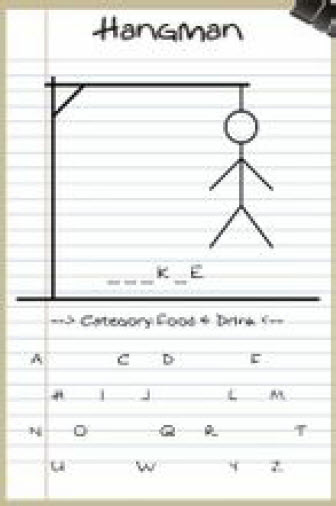 Hangman
_ _ _ K _ E
--> Category Food & Drink <--
A C D F
H I J L M
N O Q R T
U W Y Z